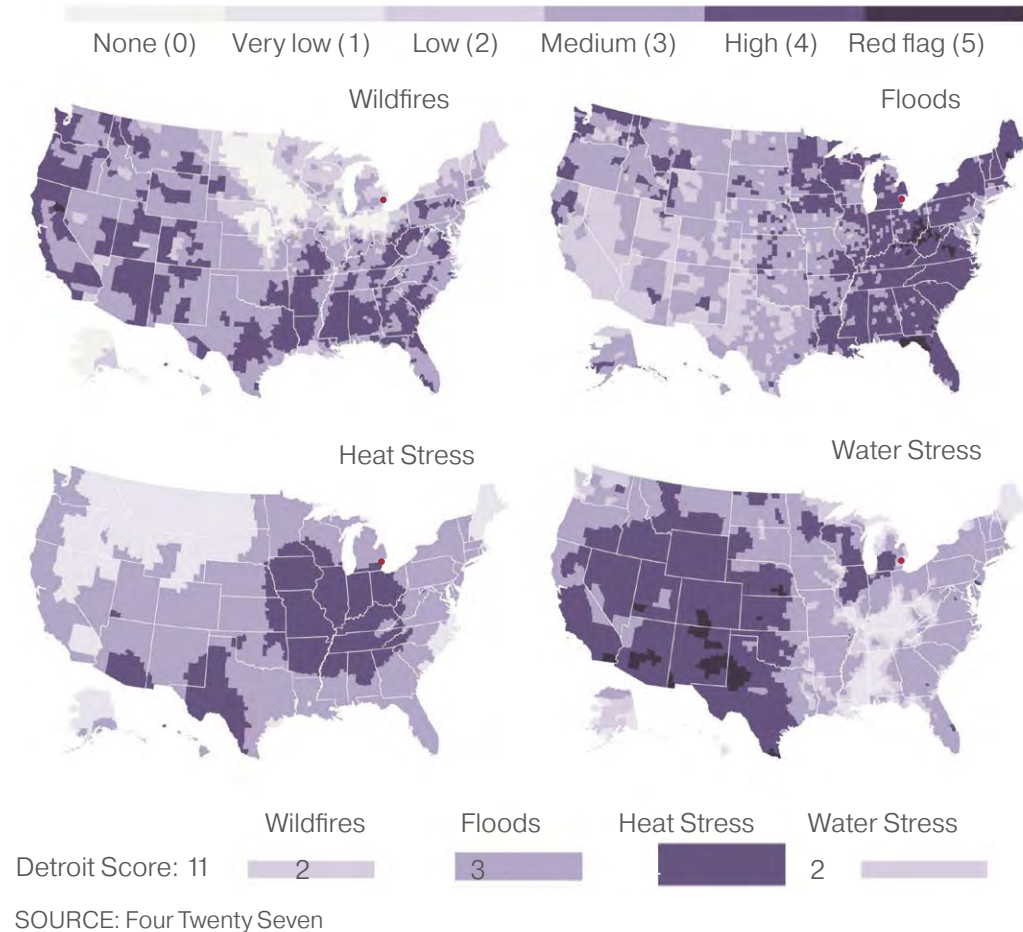 None (0) Very low (1) Low (2) Medium (3) High (4) Red flag (5)
Wildfires Floods
Heat Stress Water Stress
Wildfires Floods Heat Stress Water Stress
Detroit Score: 11 2 3 2
SOURCE: Four Twenty Seven